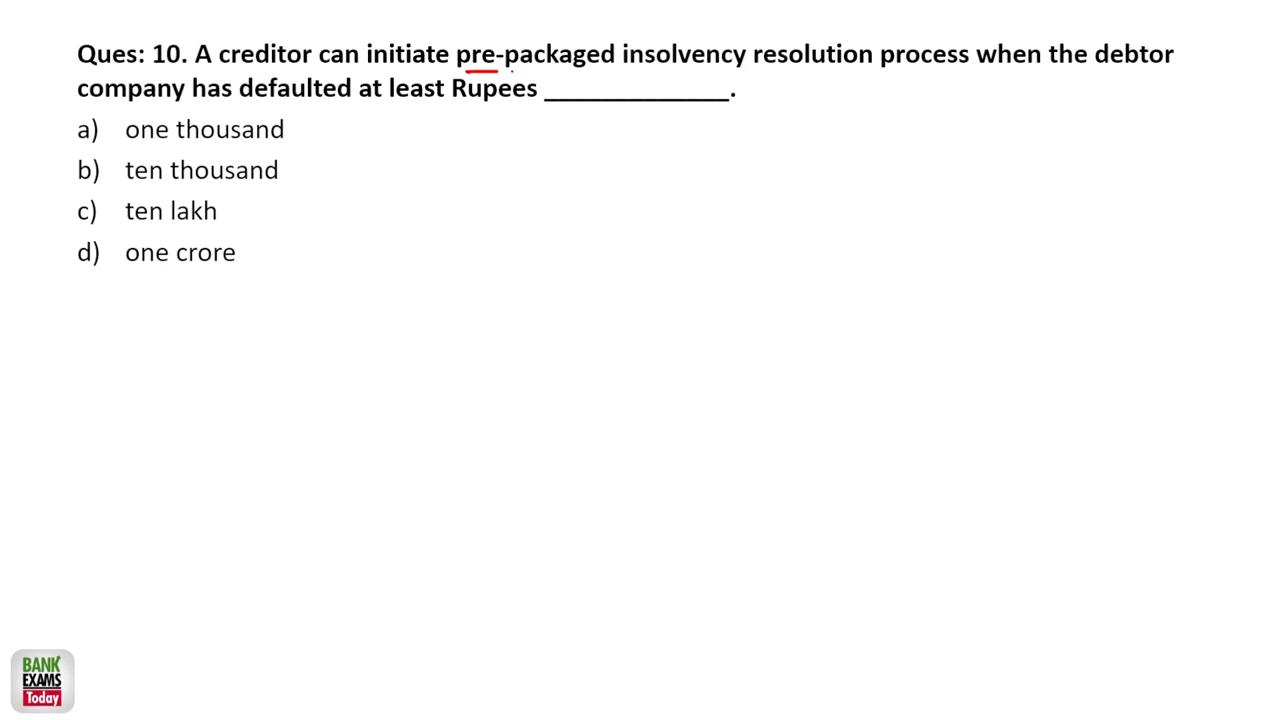 Ques: 10. A creditor can initiate pre-packaged insolvency resolution process when the debtor
company has defaulted at least Rupees _____________.
a) one thousand
b) ten thousand
c) ten lakh
d) one crore
BANK
EXAMS
Today